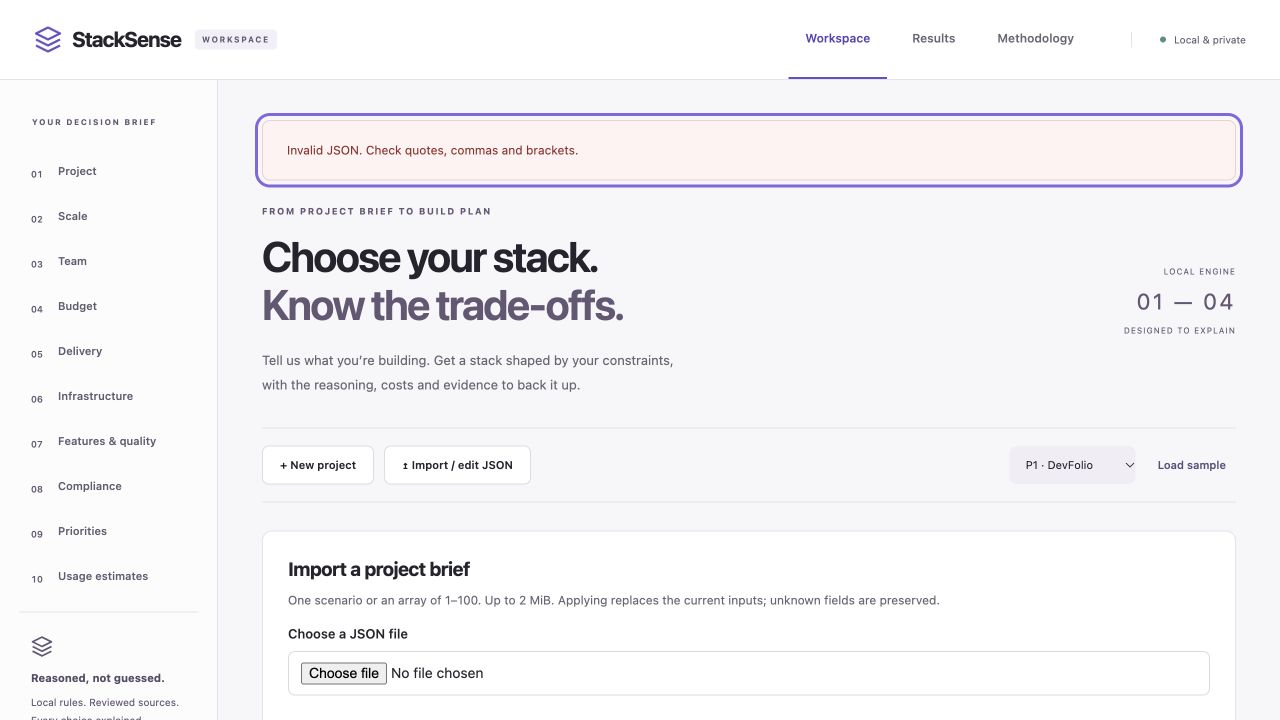 StackSense
WORKSPACE
Workspace
Results
Methodology
Local & private
YOUR DECISION BRIEF
01 Project
02 Scale
03 Team
04 Budget
05 Delivery
06 Infrastructure
07 Features & quality
08 Compliance
09 Priorities
10 Usage estimates
Reasoned, not guessed.
Local rules. Reviewed sources.
Every choice explained.
Invalid JSON. Check quotes, commas and brackets.
FROM PROJECT BRIEF TO BUILD PLAN
Choose your stack.
Know the trade-offs.
Tell us what you’re building. Get a stack shaped by your constraints,
with the reasoning, costs and evidence to back it up.
LOCAL ENGINE
01 — 04
DESIGNED TO EXPLAIN
+ New project
↥ Import / edit JSON
P1 · DevFolio
Load sample
Import a project brief
One scenario or an array of 1–100. Up to 2 MiB. Applying replaces the current inputs; unknown fields are preserved.
Choose a JSON file
Choose file No file chosen